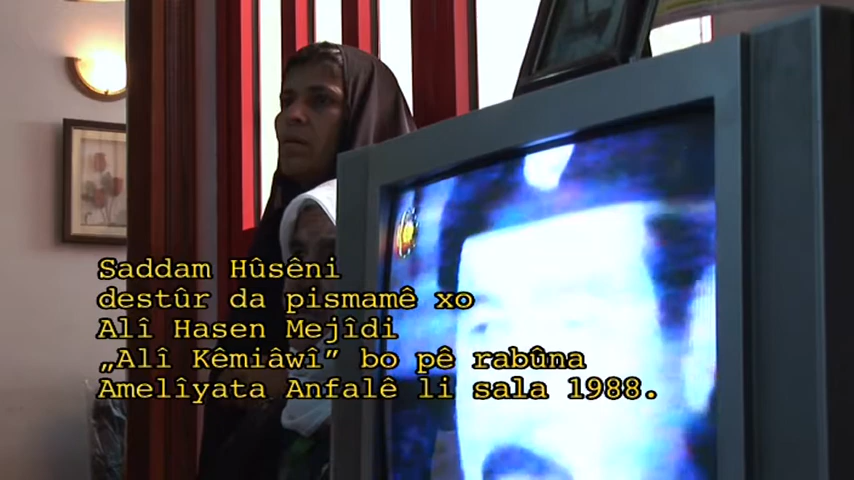 Saddam Hûsêni
destûr da pismamê xo
Alî Hasen Mejîdi
„Alî Kêmiâwî” bo pê rabûna
Amelîyata Anfalê li sala 1988.